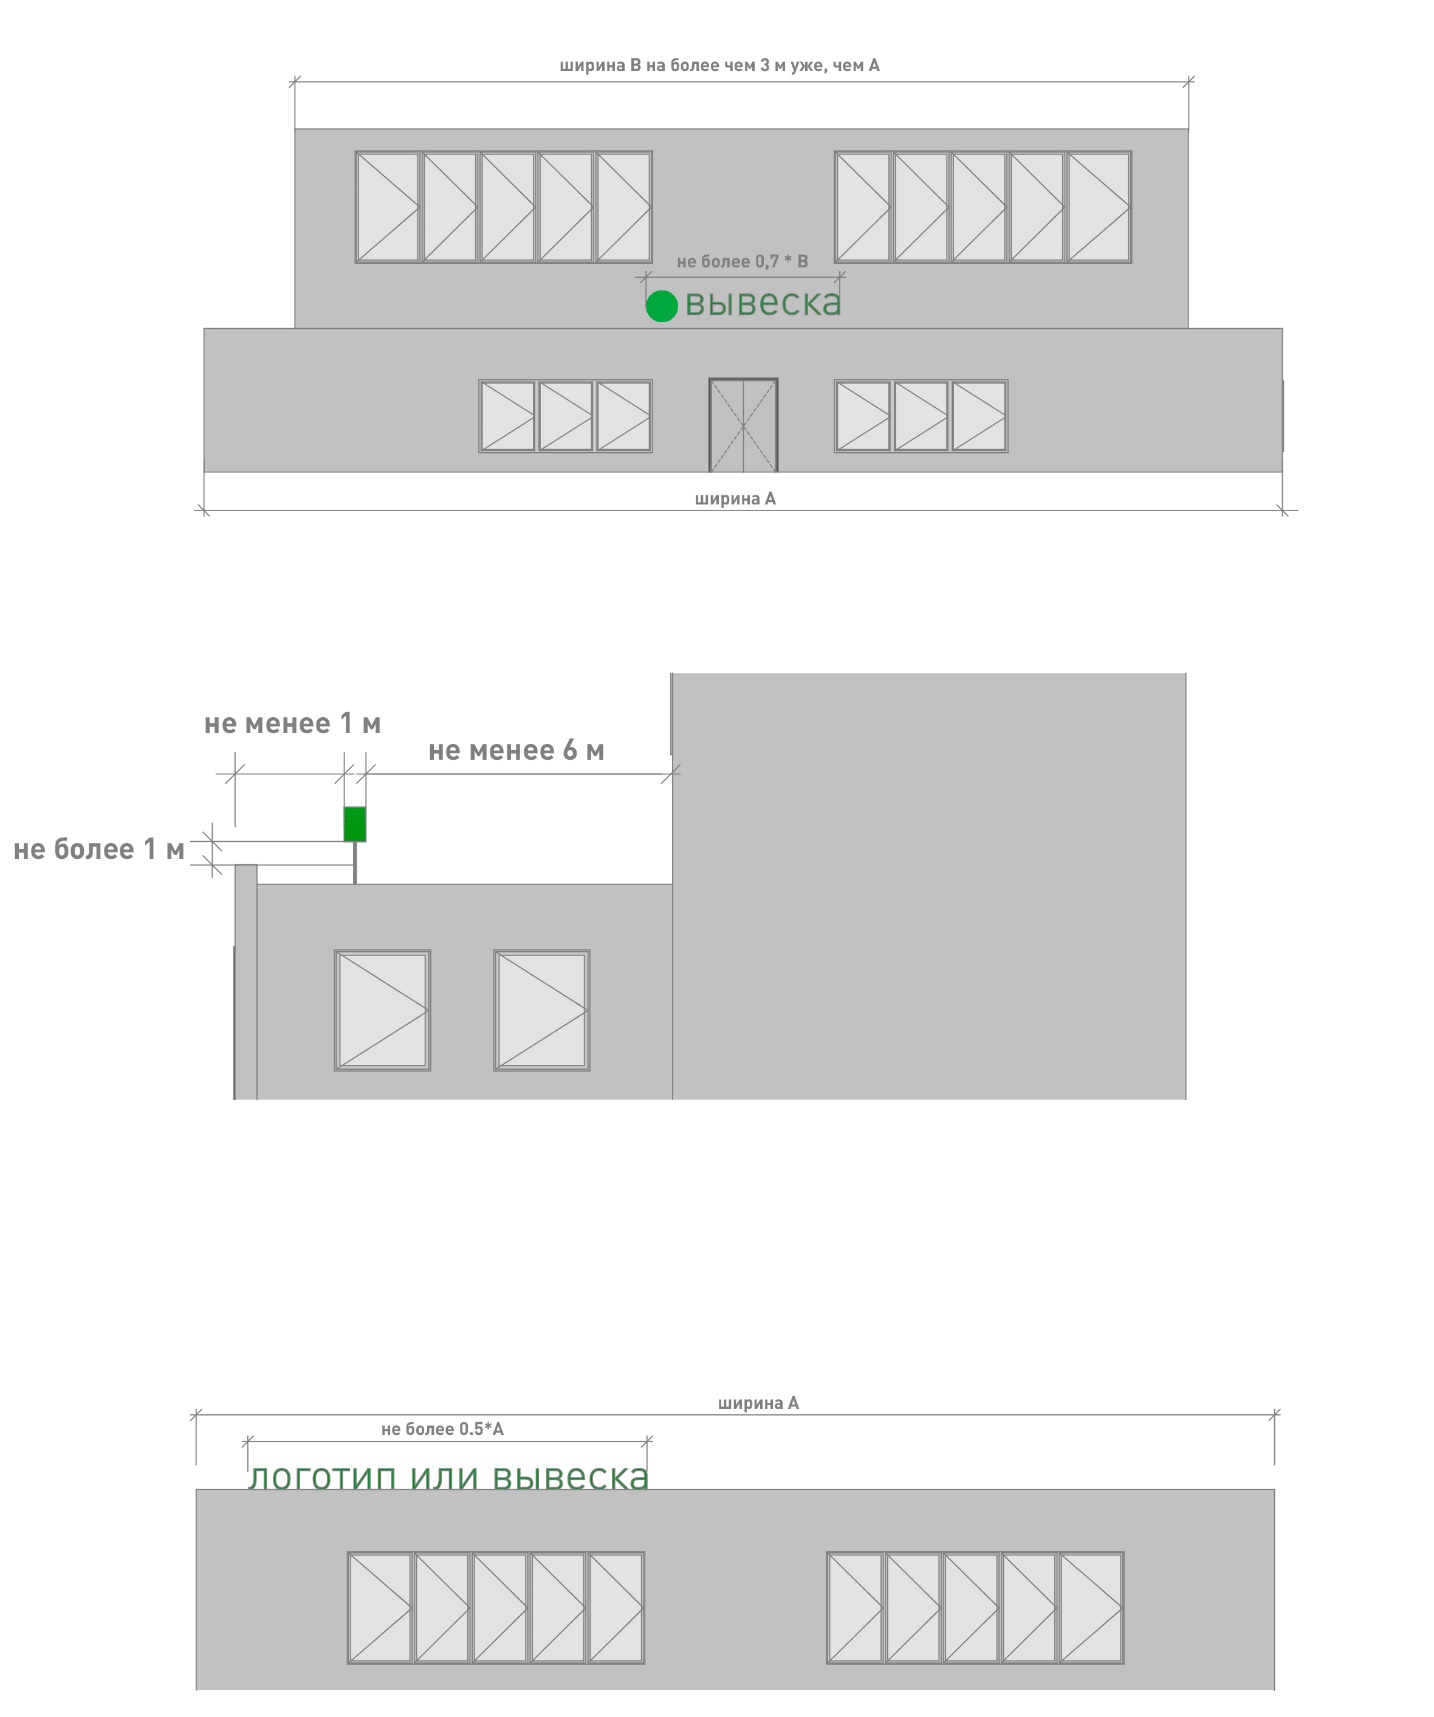 ширина В на более чем 3 м уже, чем А
не более 0,7 * В
вывеска
ширина А
не менее 1 м
не менее 6 м
не более 1 м
ширина А
не более 0.5*А
логотип или вывеска